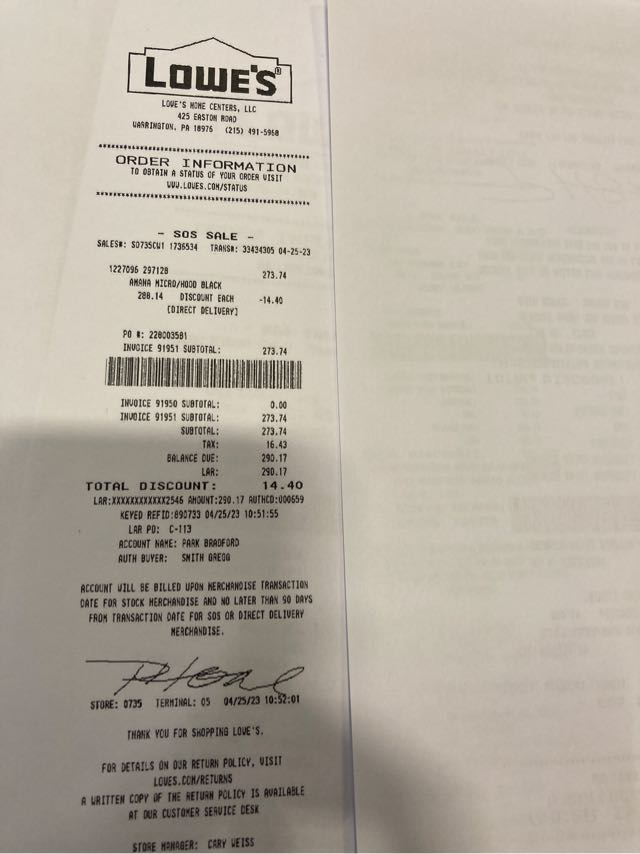 LOWE'S®
LOWE'S HOME CENTERS, LLC
425 EASTON ROAD
WARRINGTON, PA 18976 (215) 491-5968
ORDER INFORMATION
TO OBTAIN A STATUS OF YOUR ORDER VISIT
WWW.LOWES.COM/STATUS
- SOS SALE -
SALES#: SO735CW1 1736534 TRANS#: 33434305 04-25-23
1227096 297128 273.74
AMANA MICRO/HOOD BLACK
288.14 DISCOUNT EACH -14.40
[DIRECT DELIVERY]
PO #: 228003581
INVOICE 91951 SUBTOTAL: 273.74
INVOICE 91950 SUBTOTAL: 0.00
INVOICE 91951 SUBTOTAL: 273.74
SUBTOTAL: 273.74
TAX: 16.43
BALANCE DUE: 290.17
LAR: 290.17
TOTAL DISCOUNT: 14.40
LAR:XXXXXXXXXXXX2546 AMOUNT:290.17 AUTHCD:000659
KEYED REFID:890733 04/25/23 10:51:55
LAR PO: C-113
ACCOUNT NAME: PARK BRADFORD
AUTH BUYER: SMITH GREGG
ACCOUNT WILL BE BILLED UPON MERCHANDISE TRANSACTION
DATE FOR STOCK MERCHANDISE AND NO LATER THAN 90 DAYS
FROM TRANSACTION DATE FOR SOS OR DIRECT DELIVERY
MERCHANDISE.
STORE: 0735 TERMINAL: 05 04/25/23 10:52:01
THANK YOU FOR SHOPPING LOWE'S.
FOR DETAILS ON OUR RETURN POLICY, VISIT
LOWES.COM/RETURNS
A WRITTEN COPY OF THE RETURN POLICY IS AVAILABLE
AT OUR CUSTOMER SERVICE DESK
STORE MANAGER: CARY WEISS